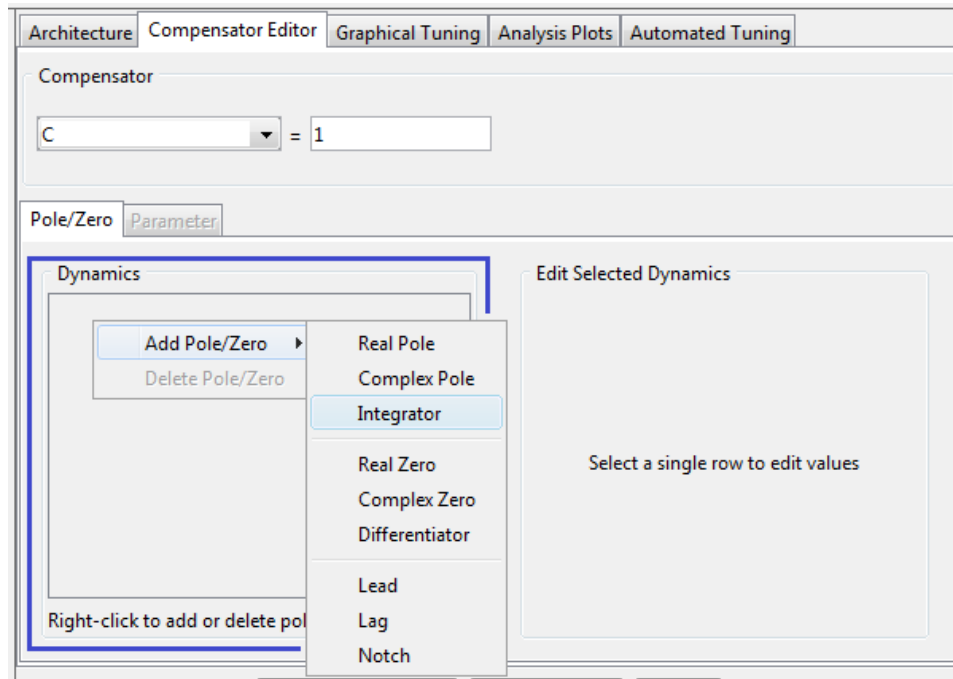 Architecture Compensator Editor Graphical Tuning Analysis Plots Automated Tuning
Compensator
C = 1
Pole/Zero Parameter
Dynamics
Edit Selected Dynamics
Add Pole/Zero
Delete Pole/Zero
Real Pole
Complex Pole
Integrator
Real Zero
Complex Zero
Differentiator
Lead
Lag
Notch
Select a single row to edit values
Right-click to add or delete pol